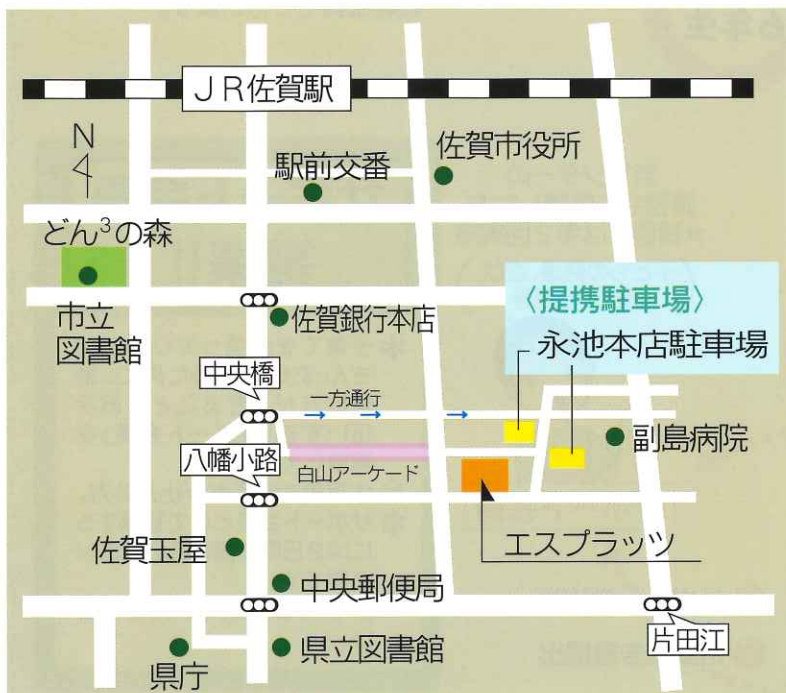 JR佐賀駅
N
駅前交番
佐賀市役所
どん³の森
市立
図書館
佐賀銀行本店
〈提携駐車場〉
永池本店駐車場
中央橋
一方通行
八幡小路
白山アーケード
副島病院
エスプラッツ
佐賀玉屋
中央郵便局
県庁
県立図書館
片田江